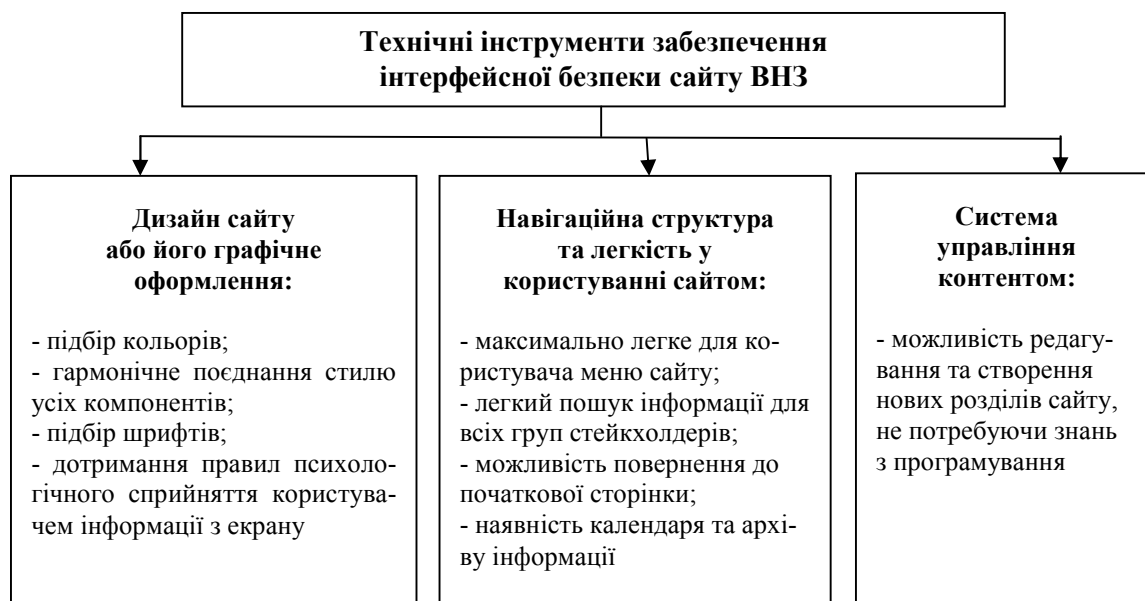 Технічні інструменти забезпечення
інтерфейсної безпеки сайту ВНЗ
Дизайн сайту
або його графічне
оформлення:
- підбір кольорів;
- гармонічне поєднання стилю
усіх компонентів;
- підбір шрифтів;
- дотримання правил психоло-
гічного сприйняття користува-
чем інформації з екрану
Навігаційна структура
та легкість у
користуванні сайтом:
- максимально легке для ко-
ристувача меню сайту;
- легкий пошук інформації для
всіх груп стейкхолдерів;
- можливість повернення до
початкової сторінки;
- наявність календаря та архі-
ву інформації
Система
управління
контентом:
- можливість редагу-
вання та створення
нових розділів сайту,
не потребуючи знань
з програмування